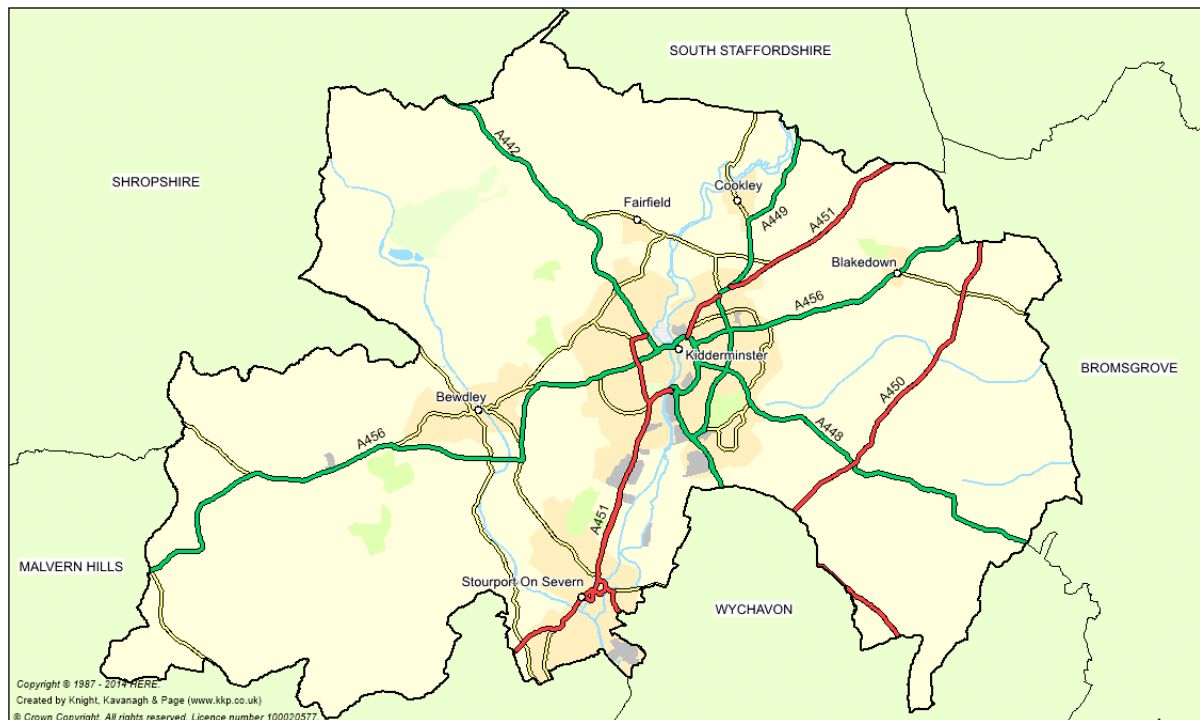 SOUTH STAFFORDSHIRE
A442
SHROPSHIRE
Cookley
Fairfield
A449
A451
Blakedown
A456
Kidderminster
BROMSGROVE
A450
Bewdley
A456
A448
A451
MALVERN HILLS
Stourport On Severn
WYCHAVON
Copyright © 1987 - 2014 HERE.
Created by Knight, Kavanagh & Page (www.kkp.co.uk)
© Crown Copyright. All rights reserved. Licence number 100020577.